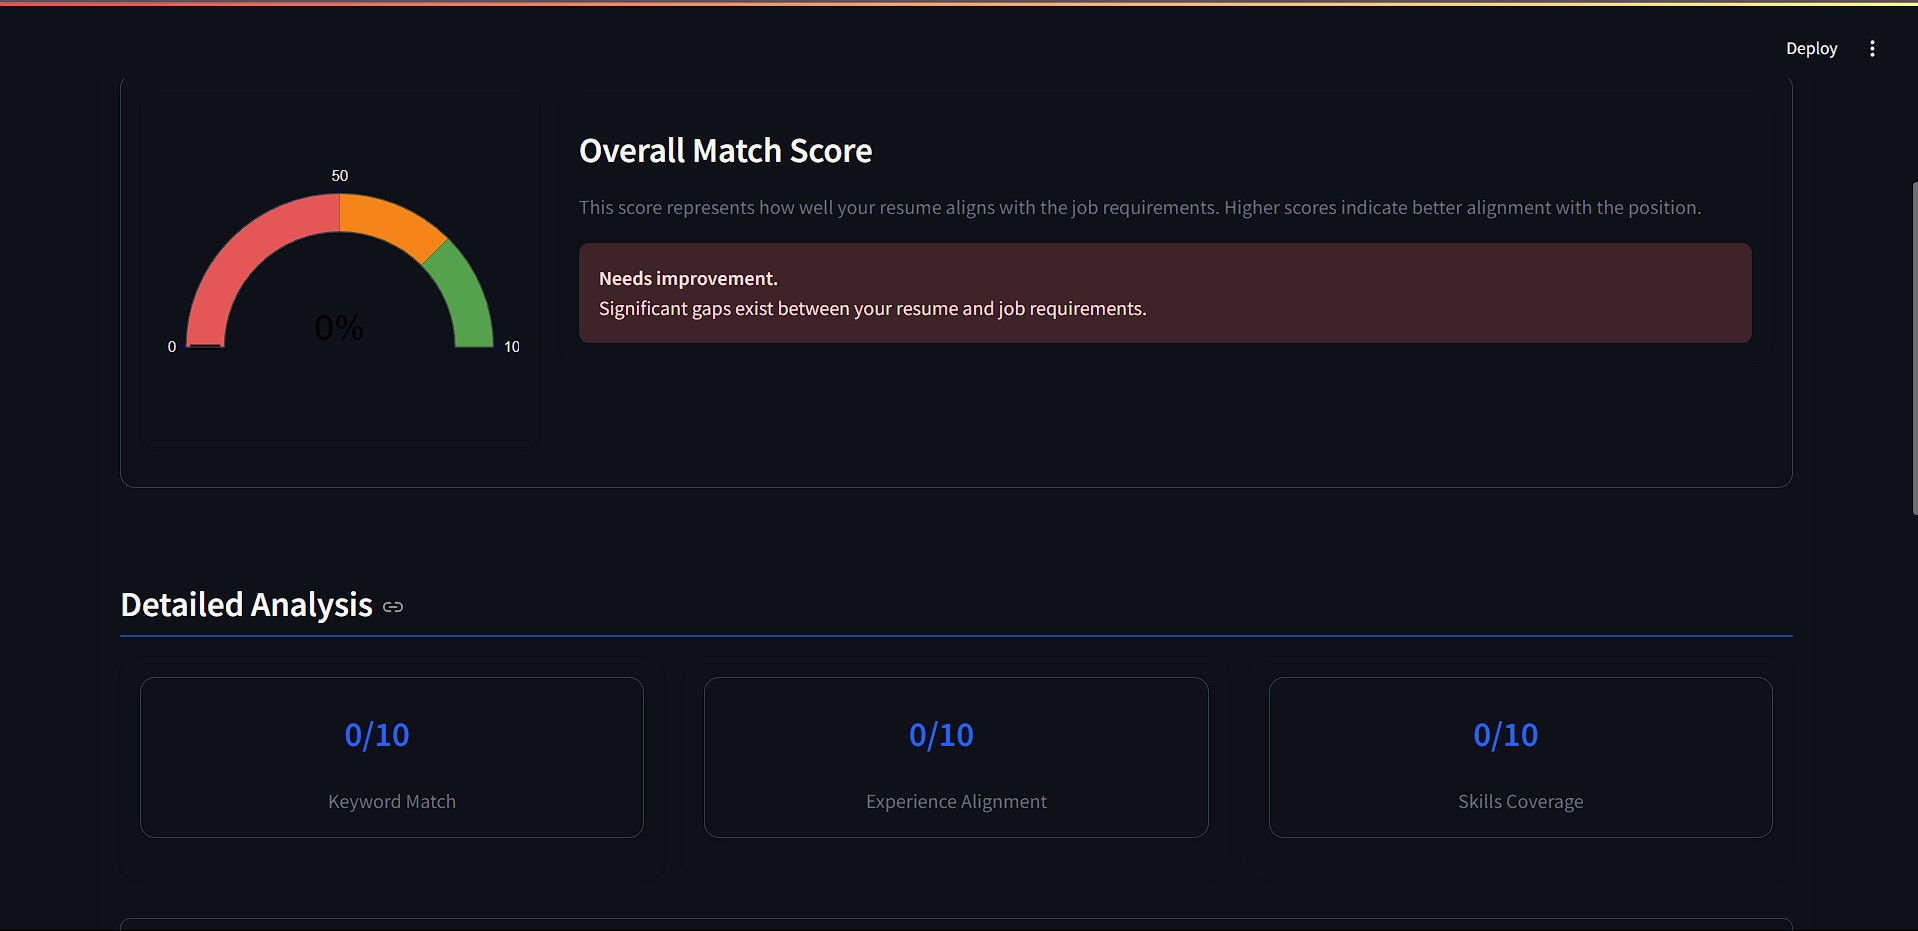 Deploy
Overall Match Score
This score represents how well your resume aligns with the job requirements. Higher scores indicate better alignment with the position.
Needs improvement.
Significant gaps exist between your resume and job requirements.
50
0%
0
10
Detailed Analysis
0/10
Keyword Match
0/10
Experience Alignment
0/10
Skills Coverage